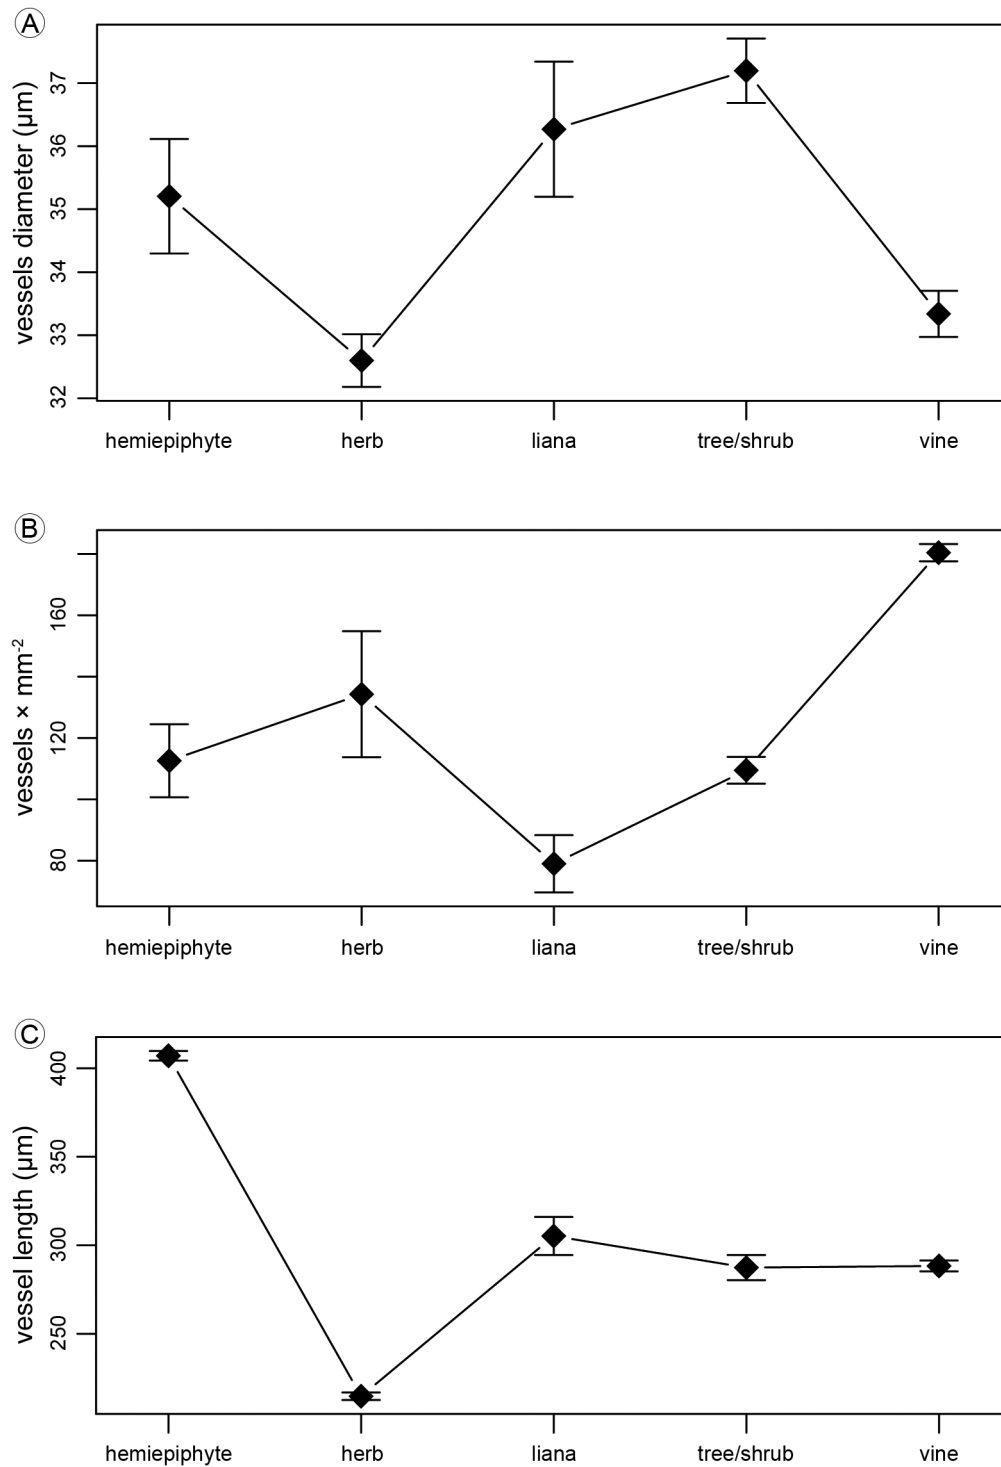 A
vessels diameter (µm)
37
36
35
34
33
32
hemiepiphyte herb liana tree/shrub vine
B
vessels × mm⁻²
160
120
80
hemiepiphyte herb liana tree/shrub vine
C
vessel length (µm)
400
350
300
250
hemiepiphyte herb liana tree/shrub vine